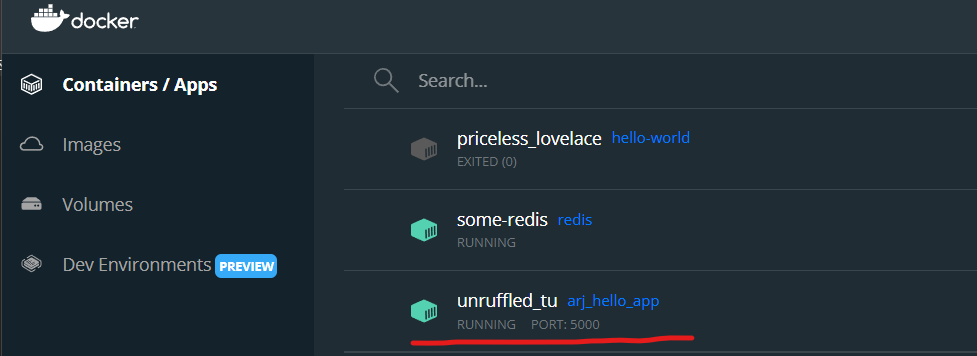 docker
Containers / Apps
Images
Volumes
Dev Environments PREVIEW
Search...
priceless_lovelace hello-world
EXITED (0)
some-redis redis
RUNNING
unruffled_tu arj_hello_app
RUNNING PORT: 5000